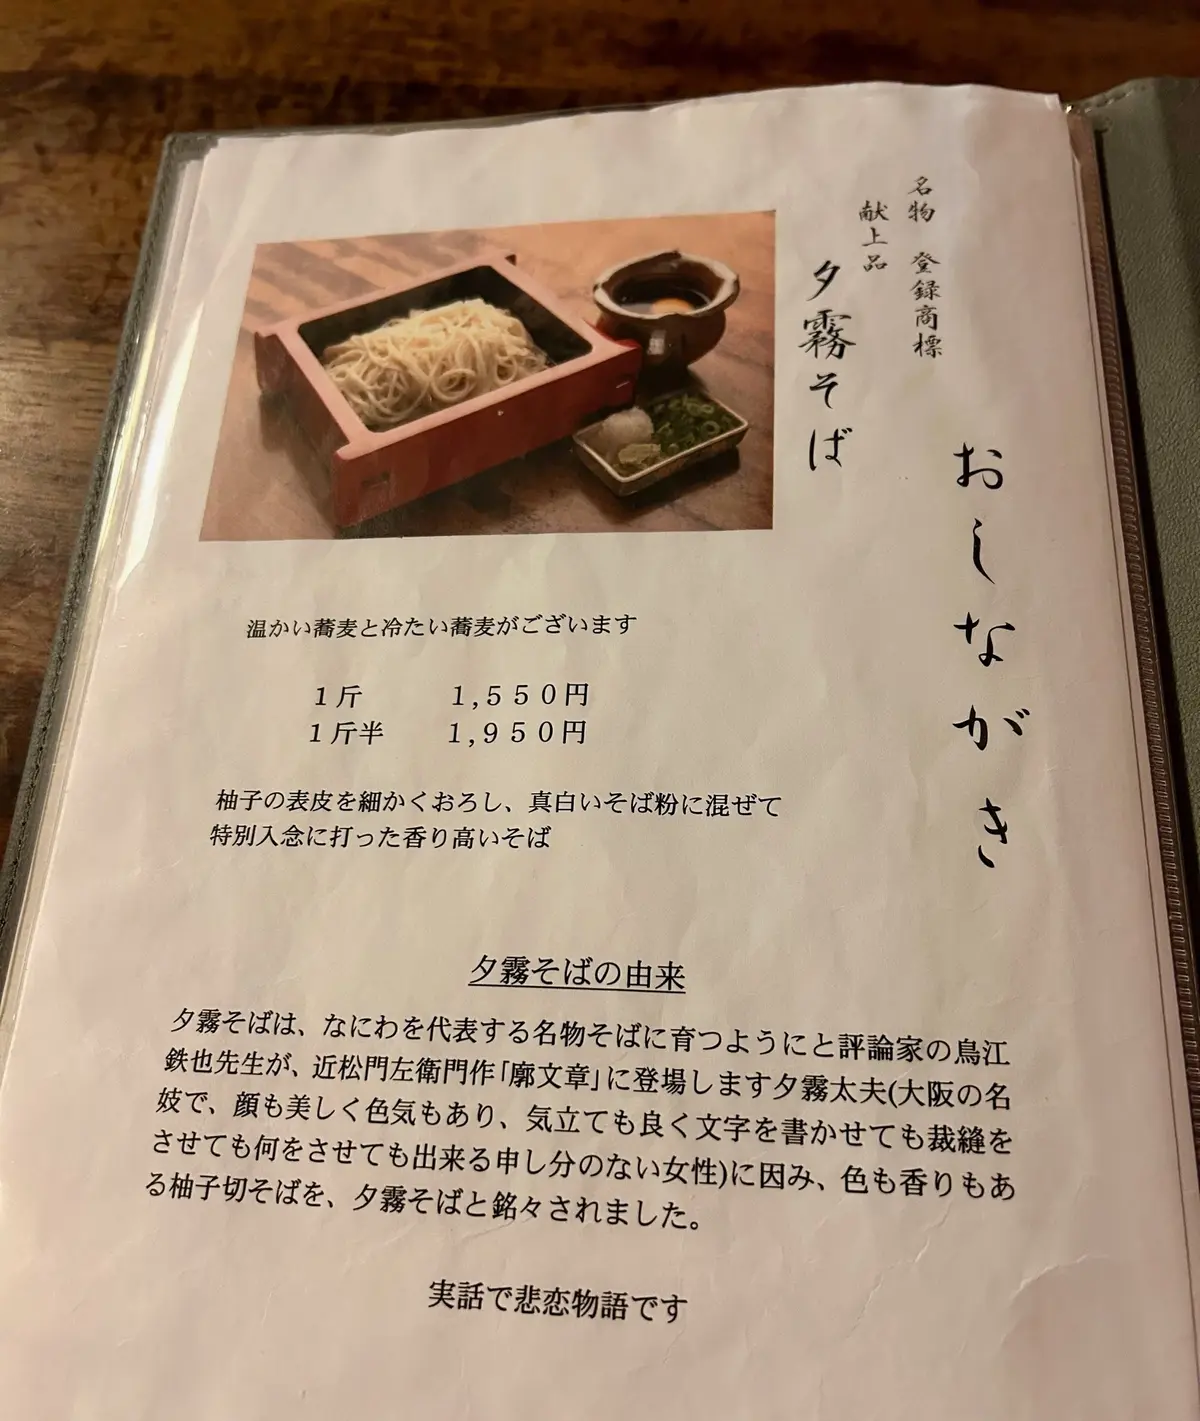 おしながき
名物 登録商標
献上品
夕霧そば
温かい蕎麦と冷たい蕎麦がございます
1斤 1,550円
1斤半 1,950円
柚子の表皮を細かくおろし、真白いそば粉に混ぜて
特別入念に打った香り高いそば
夕霧そばの由来
夕霧そばは、なにわを代表する名物そばに育つようにと評論家の鳥江
鉄也先生が、近松門左衛門作「廓文章」に登場します夕霧太夫(大阪の名
妓で、顔も美しく色気もあり、気立ても良く文字を書かせても裁縫を
させても何をさせても出来る申し分のない女性)に因み、色も香りもあ
る柚子切そばを、夕霧そばと銘々されました。
実話で悲恋物語です